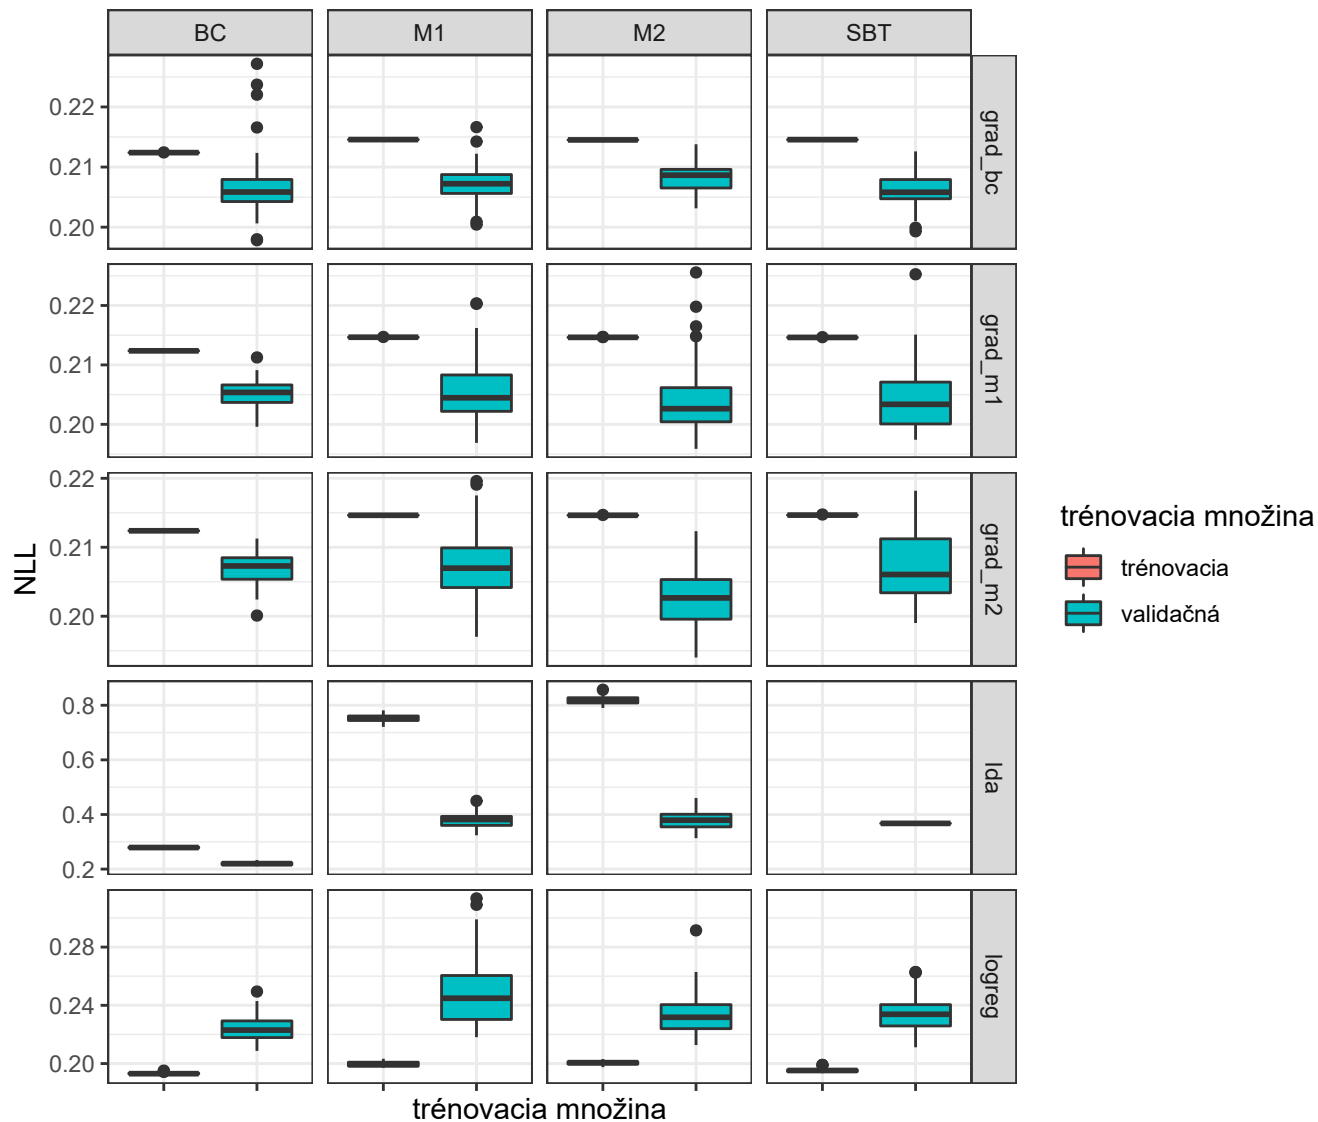 BC
M1
M2
SBT
0.22
0.21
0.20
grad_bc
0.22
0.21
0.20
grad_m1
0.22
0.21
0.20
grad_m2
0.8
0.6
0.4
0.2
lda
0.28
0.24
0.20
logreg
NLL
trénovacia množina
trénovacia množina
trénovacia
validačná